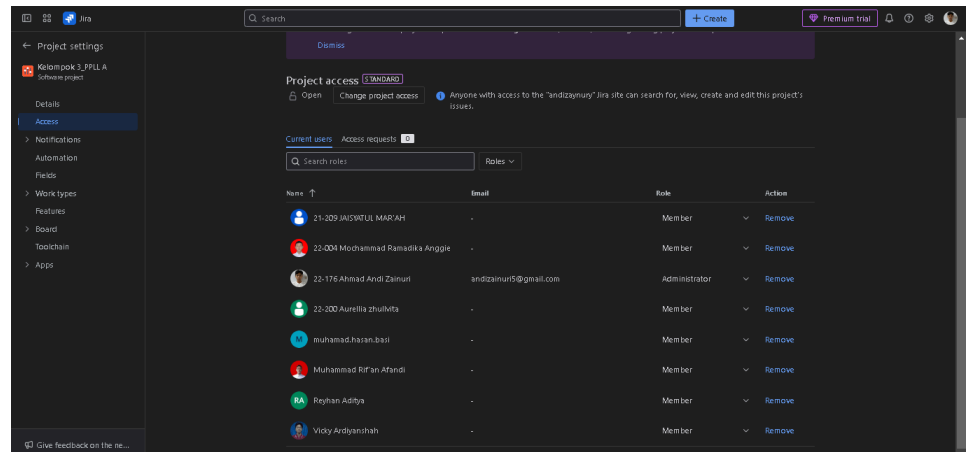 Jira
Search
+ Create
Premium trial
Project settings
Kelompok 3_PPLL A
Software project
Details
Access
Notifications
Automation
Fields
Work types
Features
Board
Toolchain
Apps
Give feedback on the ne...
Dismiss
Project access STANDARD
Open
Change project access
Anyone with access to the "andizaynury" Jira site can search for, view, create and edit this project's
issues.
Current users Access requests 0
Search roles
Roles
Name Email Role Action
21-209 JAISYATUL MAR'AH - Member Remove
22-004 Mochammad Ramadika Anggie - Member Remove
22-176 Ahmad Andi Zainuri andizainuri5@gmail.com Administrator Remove
22-200 Aurellia zhullvita - Member Remove
M muhamad.hasan.basi - Member Remove
Muhammad Rif'an Afandi - Member Remove
RA Reyhan Aditya - Member Remove
Vicky Ardiyanshah - Member Remove